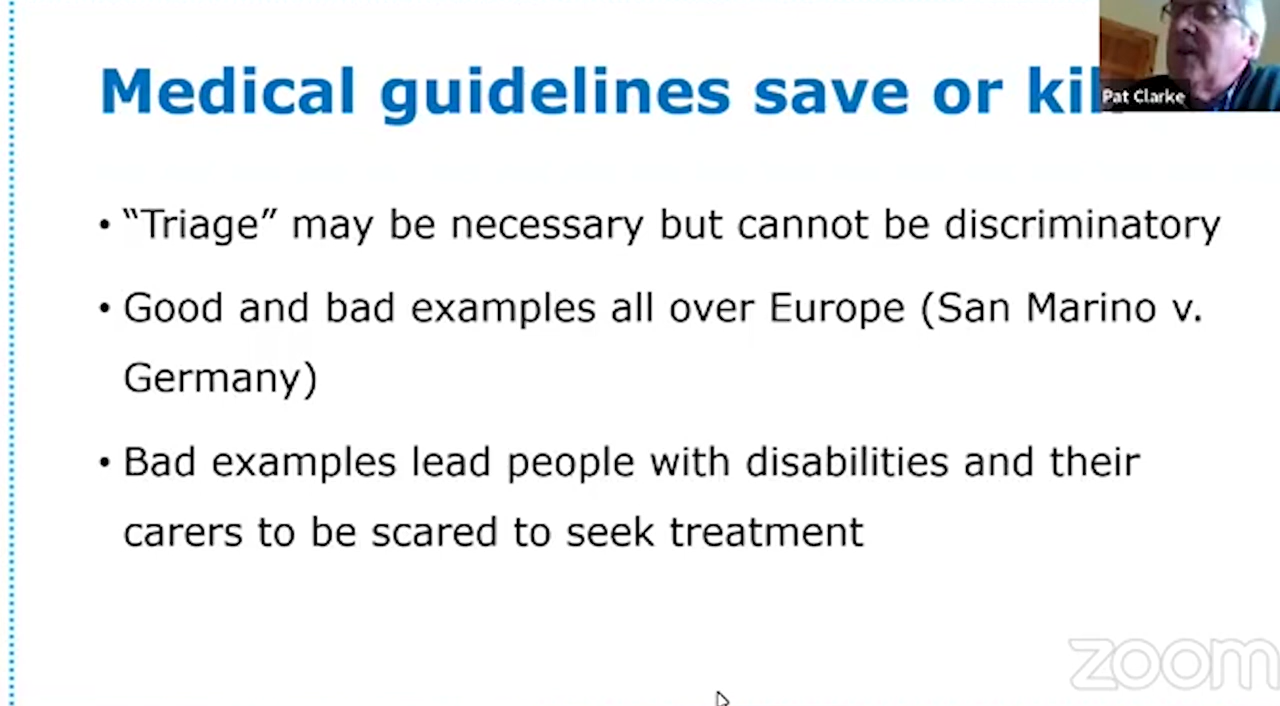 Medical guidelines save or
Pat Clarke
• “Triage” may be necessary but cannot be discriminatory
• Good and bad examples all over Europe (San Marino v.
Germany)
• Bad examples lead people with disabilities and their
carers to be scared to seek treatment
zoom